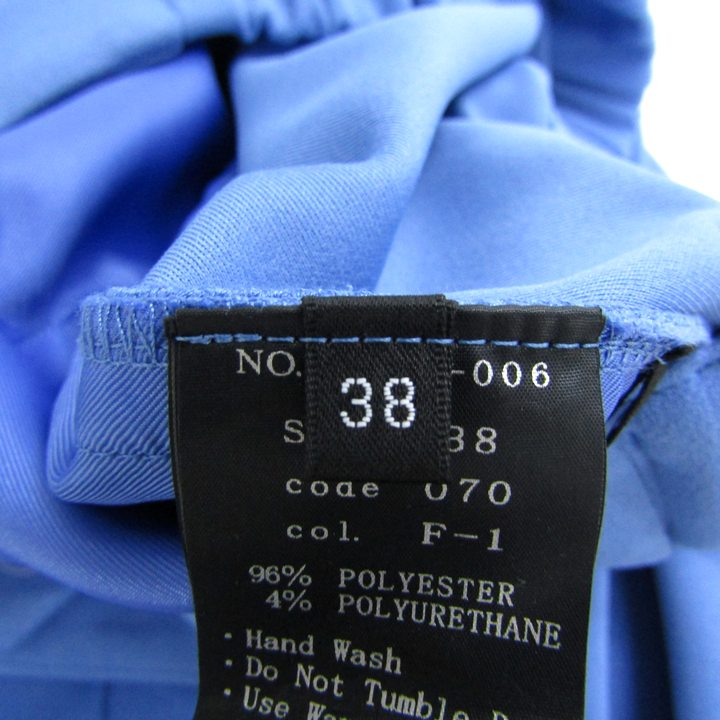 NO. -006
38
38
code 070
col. F-1
96% POLYESTER
4% POLYURETHANE
· Hand Wash
· Do Not Tumble
· Use